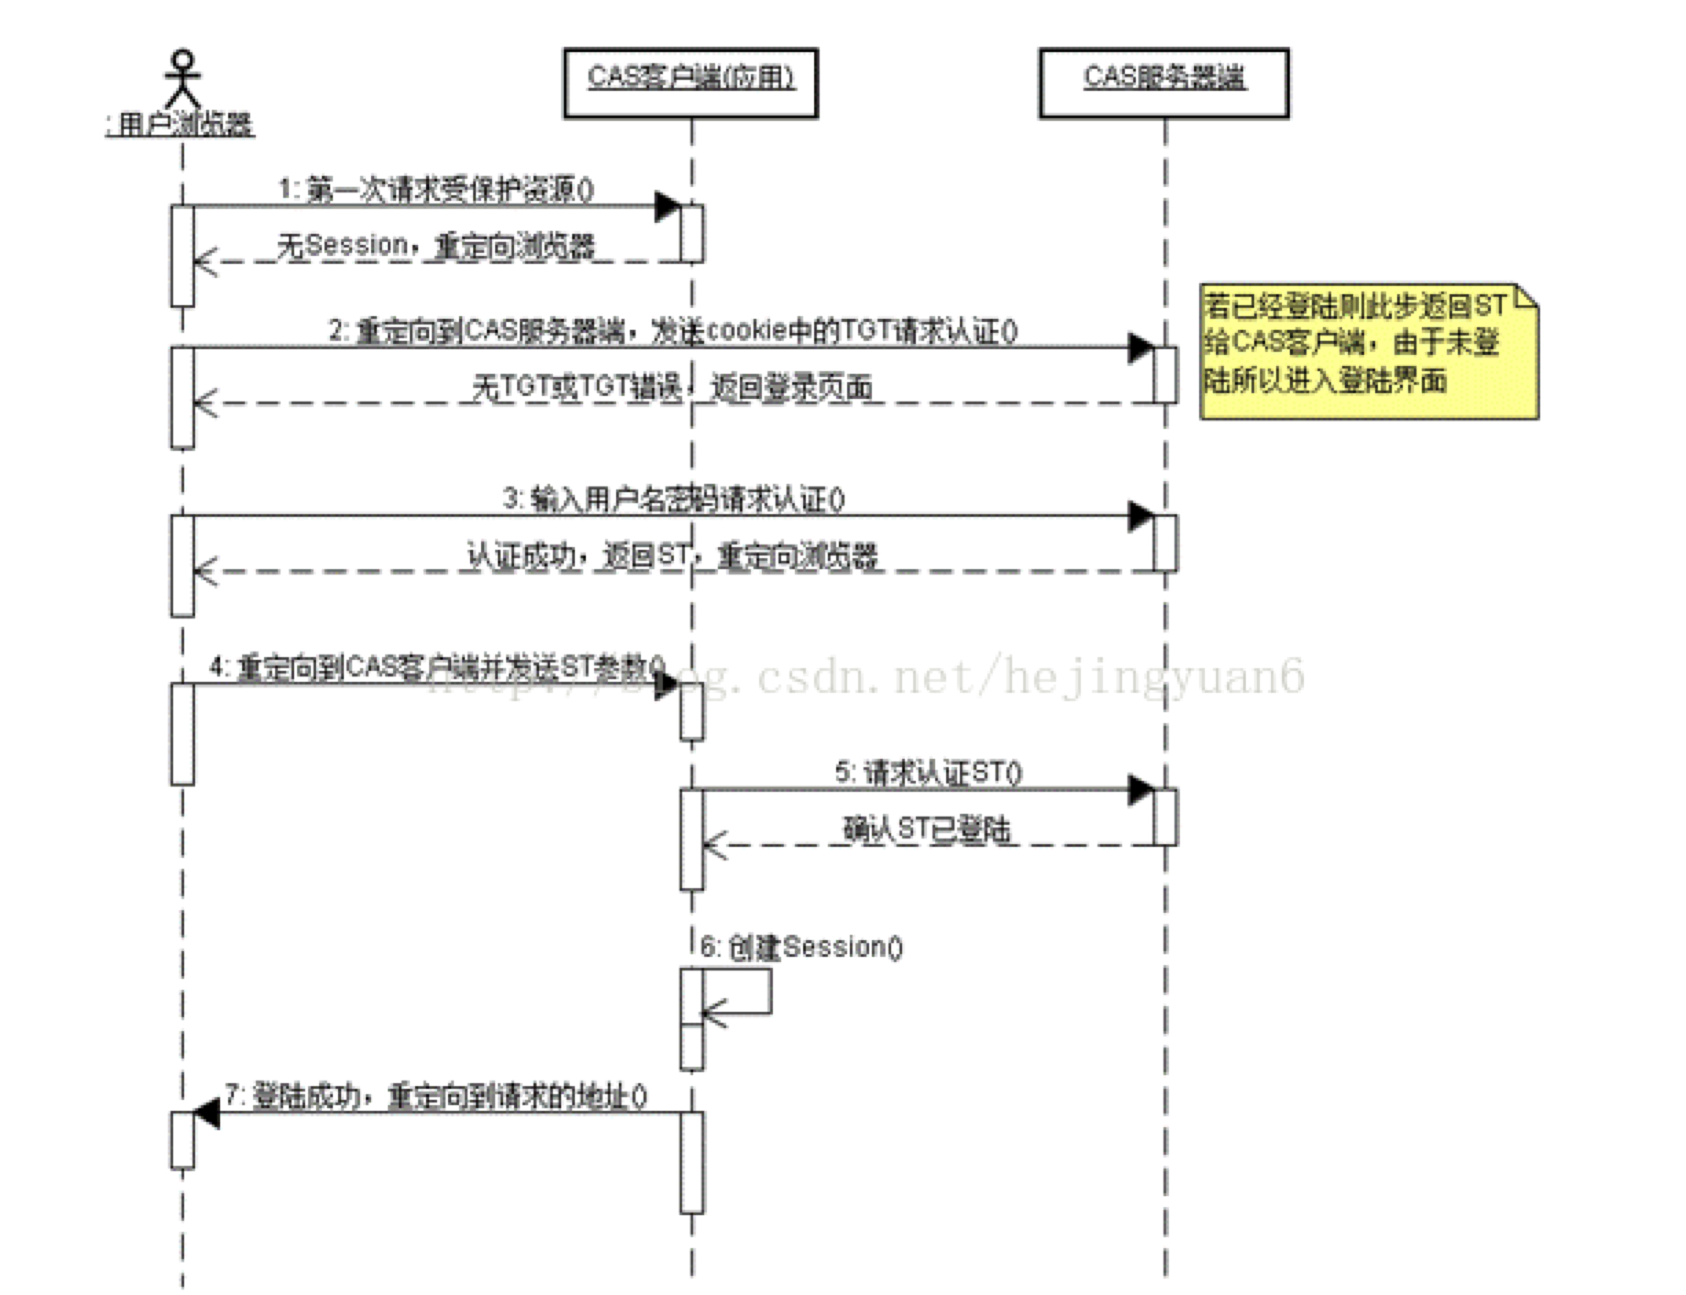 : 用户浏览器
CAS客户端(应用)
CAS服务器端
1: 第一次请求受保护资源()
无Session，重定向浏览器
2: 重定向到CAS服务器端，发送cookie中的TGT请求认证()
无TGT或TGT错误，返回登录页面
若已经登陆则此步返回ST
给CAS客户端，由于未登
陆所以进入登陆界面
3: 输入用户名密码请求认证()
认证成功，返回ST，重定向浏览器
4: 重定向到CAS客户端并发送ST参数()
http://blog.csdn.net/hejingyuan6
5: 请求认证ST()
确认ST已登陆
6: 创建Session()
7: 登陆成功，重定向到请求的地址()